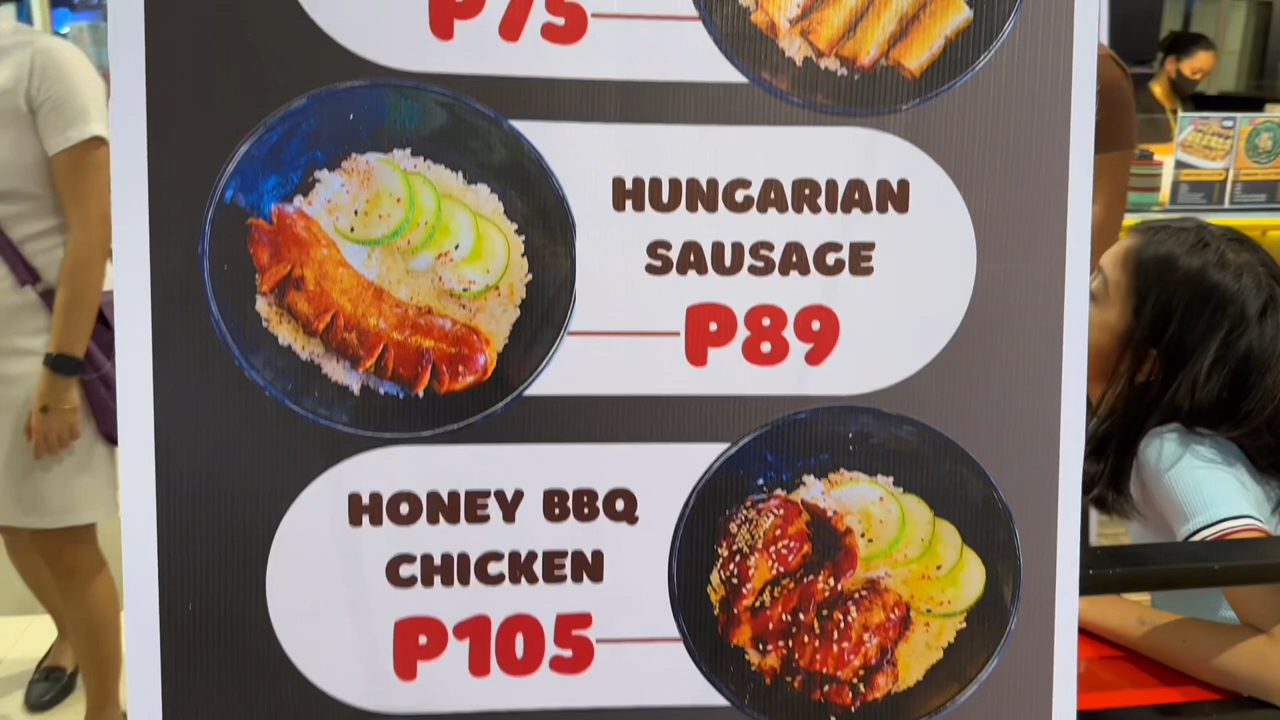 P75
HUNGARIAN
SAUSAGE
P89
HONEY BBQ
CHICKEN
P105